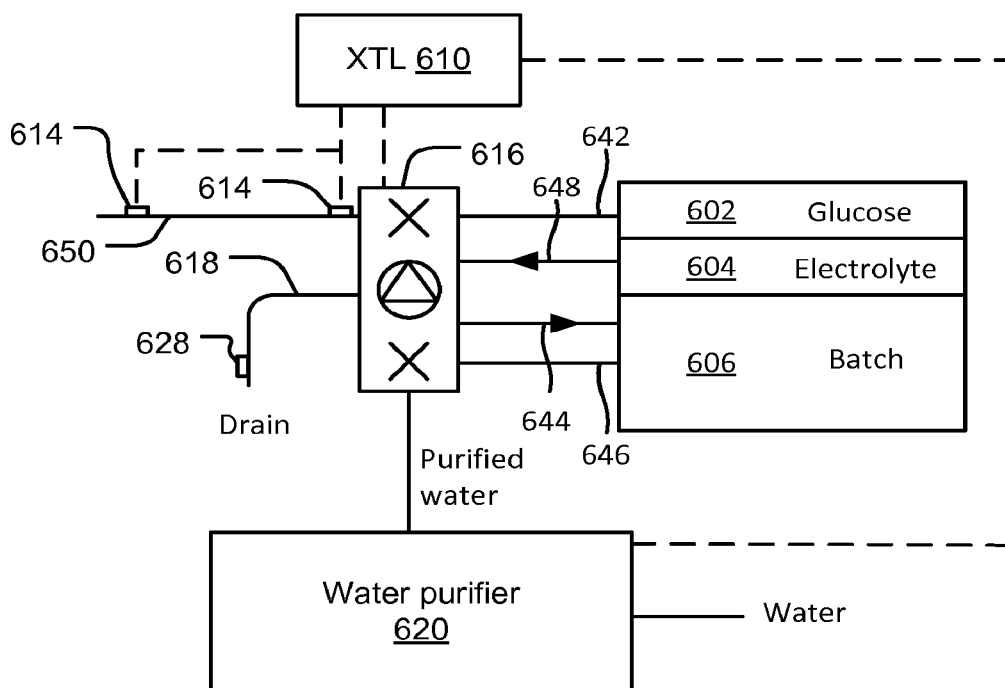 XTL 610
614
616
642
614
648
602 Glucose
650
618
604 Electrolyte
628
606 Batch
Drain
644
646
Purified
water
Water purifier
620
Water